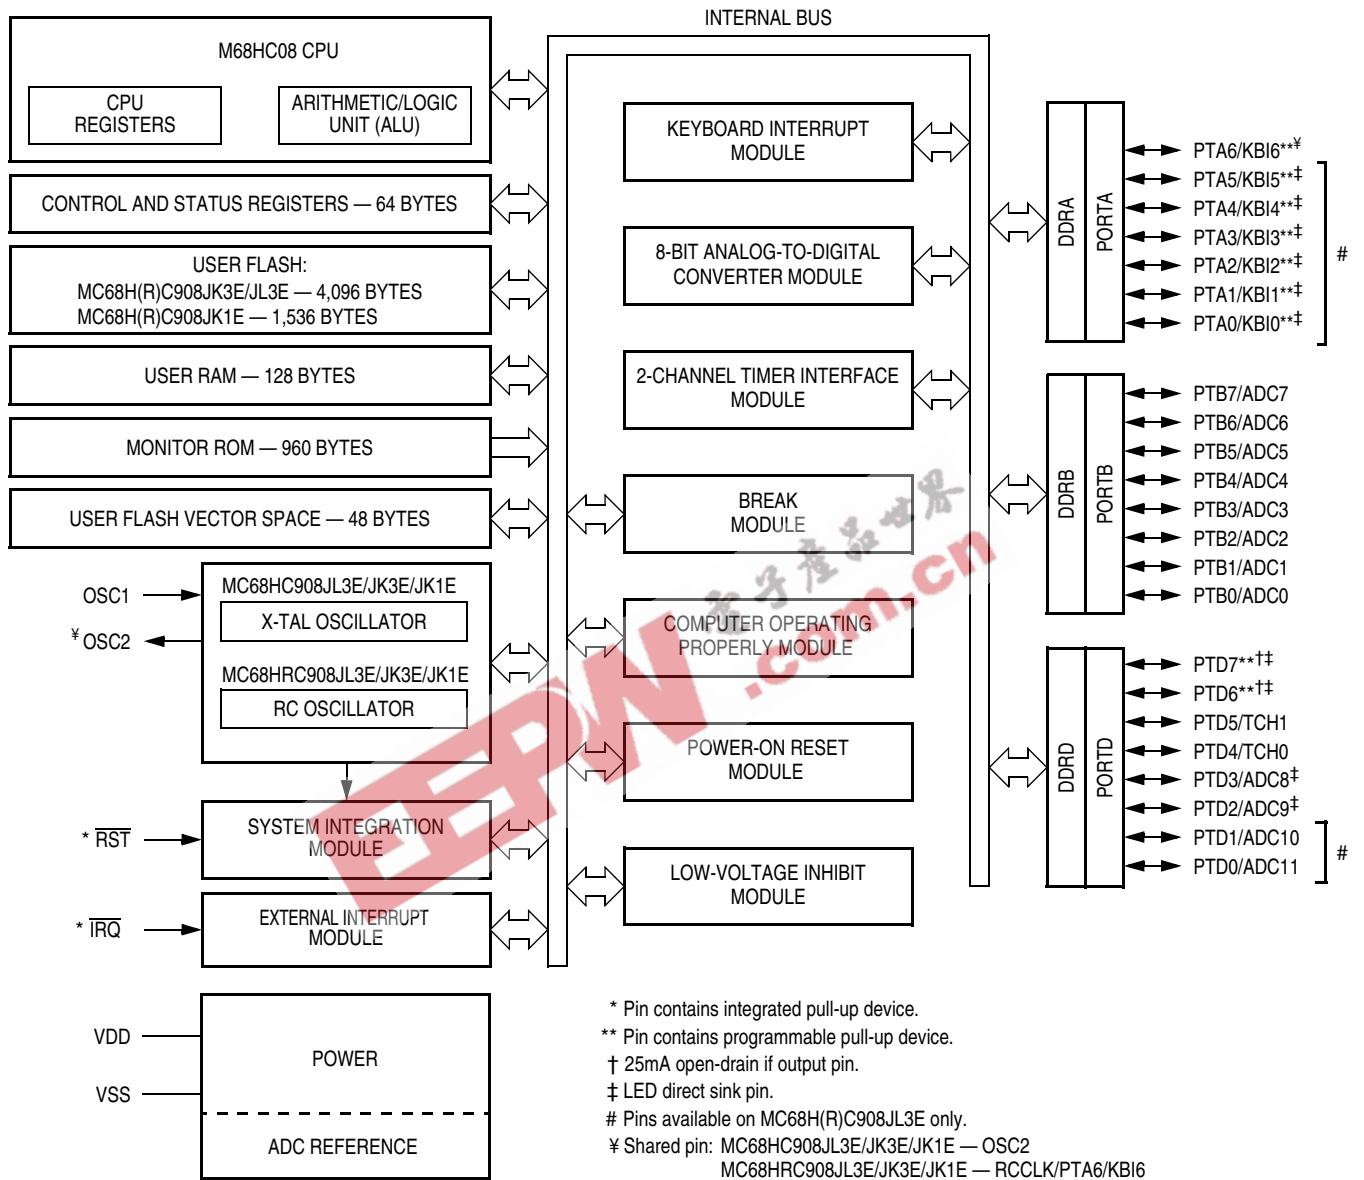 INTERNAL BUS
M68HC08 CPU
CPU
REGISTERS
ARITHMETIC/LOGIC
UNIT (ALU)
CONTROL AND STATUS REGISTERS — 64 BYTES
USER FLASH:
MC68H(R)C908JK3E/JL3E — 4,096 BYTES
MC68H(R)C908JK1E — 1,536 BYTES
USER RAM — 128 BYTES
MONITOR ROM — 960 BYTES
USER FLASH VECTOR SPACE — 48 BYTES
OSC1
¥ OSC2
MC68HC908JL3E/JK3E/JK1E
X-TAL OSCILLATOR
MC68HRC908JL3E/JK3E/JK1E
RC OSCILLATOR
* RST
SYSTEM INTEGRATION
MODULE
* IRQ
EXTERNAL INTERRUPT
MODULE
VDD
VSS
POWER
ADC REFERENCE
KEYBOARD INTERRUPT
MODULE
8-BIT ANALOG-TO-DIGITAL
CONVERTER MODULE
2-CHANNEL TIMER INTERFACE
MODULE
BREAK
MODULE
COMPUTER OPERATING
PROPERLY MODULE
POWER-ON RESET
MODULE
LOW-VOLTAGE INHIBIT
MODULE
DDRA
PORTA
PTA6/KBI6**¥
PTA5/KBI5**‡
PTA4/KBI4**‡
PTA3/KBI3**‡
PTA2/KBI2**‡
PTA1/KBI1**‡
PTA0/KBI0**‡
#
DDRB
PORTB
PTB7/ADC7
PTB6/ADC6
PTB5/ADC5
PTB4/ADC4
PTB3/ADC3
PTB2/ADC2
PTB1/ADC1
PTB0/ADC0
DDRD
PORTD
PTD7**†‡
PTD6**†‡
PTD5/TCH1
PTD4/TCH0
PTD3/ADC8‡
PTD2/ADC9‡
PTD1/ADC10
PTD0/ADC11
#
* Pin contains integrated pull-up device.
** Pin contains programmable pull-up device.
† 25mA open-drain if output pin.
‡ LED direct sink pin.
# Pins available on MC68H(R)C908JL3E only.
¥ Shared pin: MC68HC908JL3E/JK3E/JK1E — OSC2
MC68HRC908JL3E/JK3E/JK1E — RCCLK/PTA6/KBI6
EEPW
.com.cn
电子産品世界